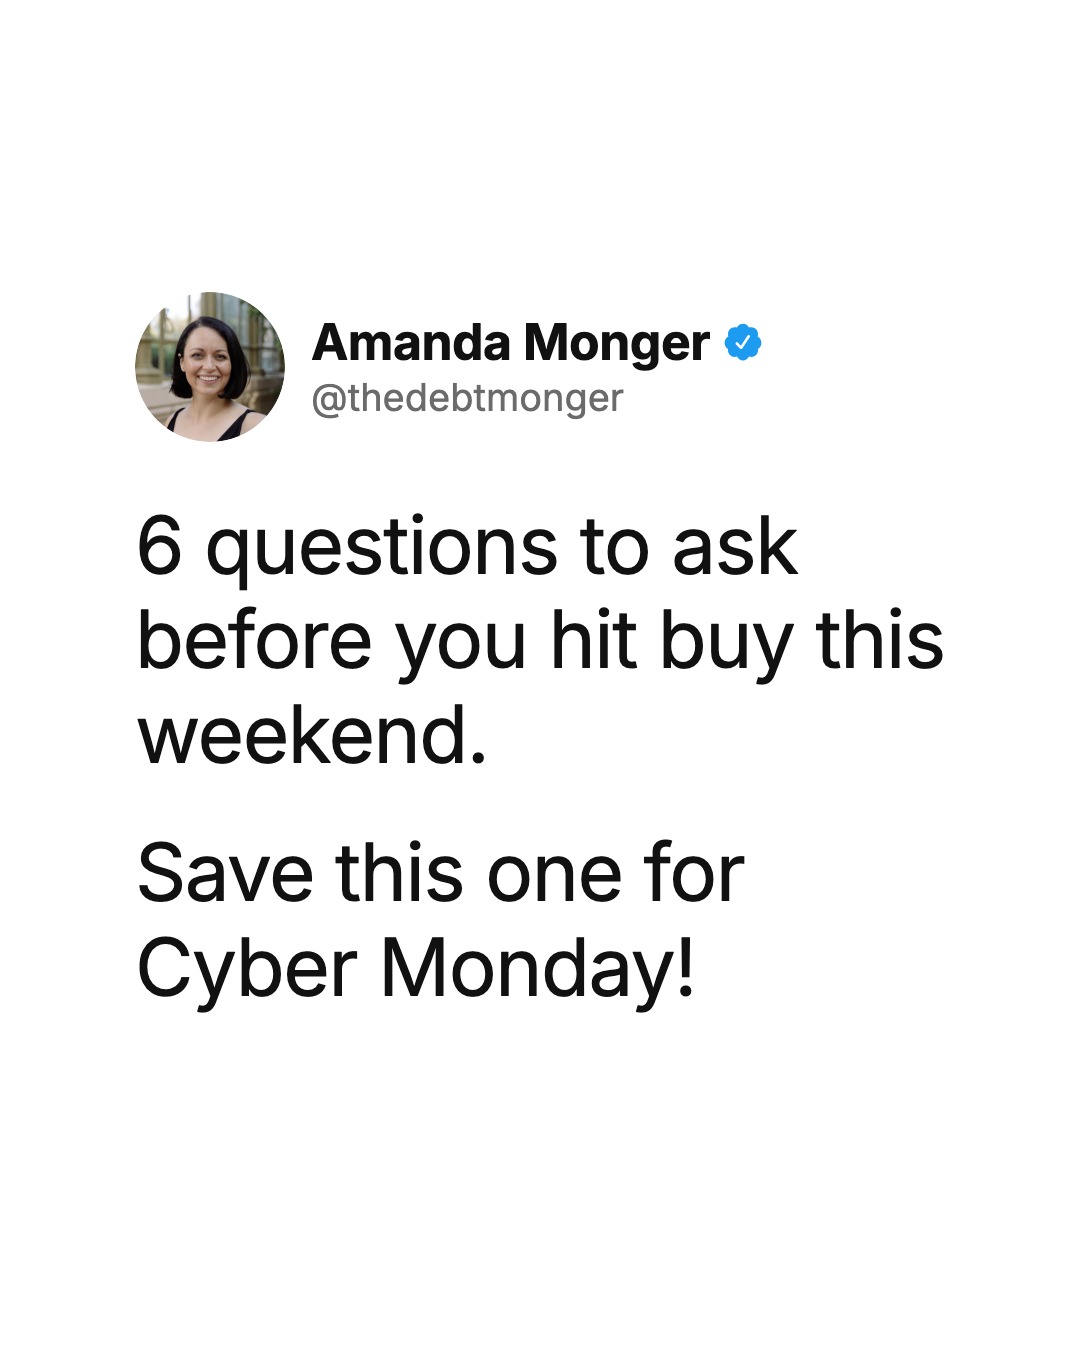 Amanda Monger
@thedebtmonger
6 questions to ask
before you hit buy this
weekend.
Save this one for
Cyber Monday!